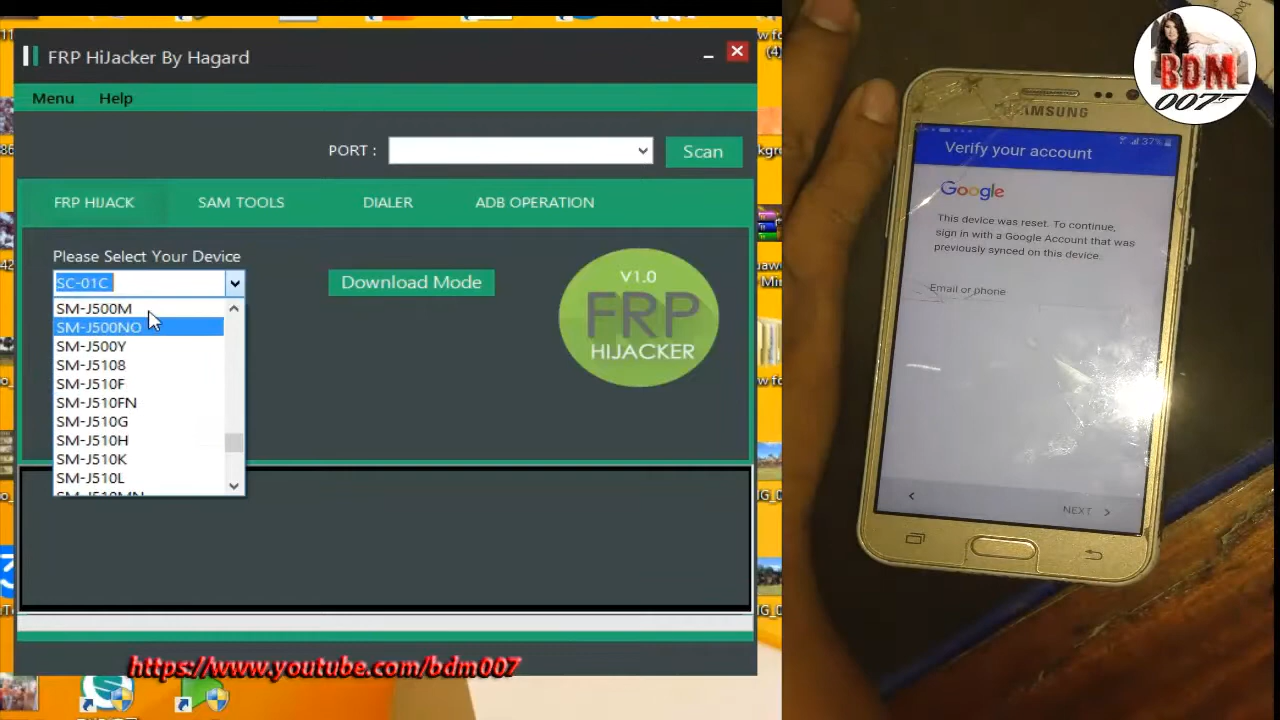 FRP HiJacker By Hagard
Menu Help
PORT :
Scan
FRP HIJACK SAM TOOLS DIALER ADB OPERATION
Please Select Your Device
SC-01C
Download Mode
SM-J500M
SM-J500NO
SM-J500Y
SM-J5108
SM-J510F
SM-J510FN
SM-J510G
SM-J510H
SM-J510K
SM-J510L
SM-J510MN
V1.0
FRP
HIJACKER
https://www.youtube.com/bdm007
BDM
007
SAMSUNG
37%
Verify your account
Google
This device was reset. To continue,
sign in with a Google Account that was
previously synced on this device.
Email or phone
NEXT